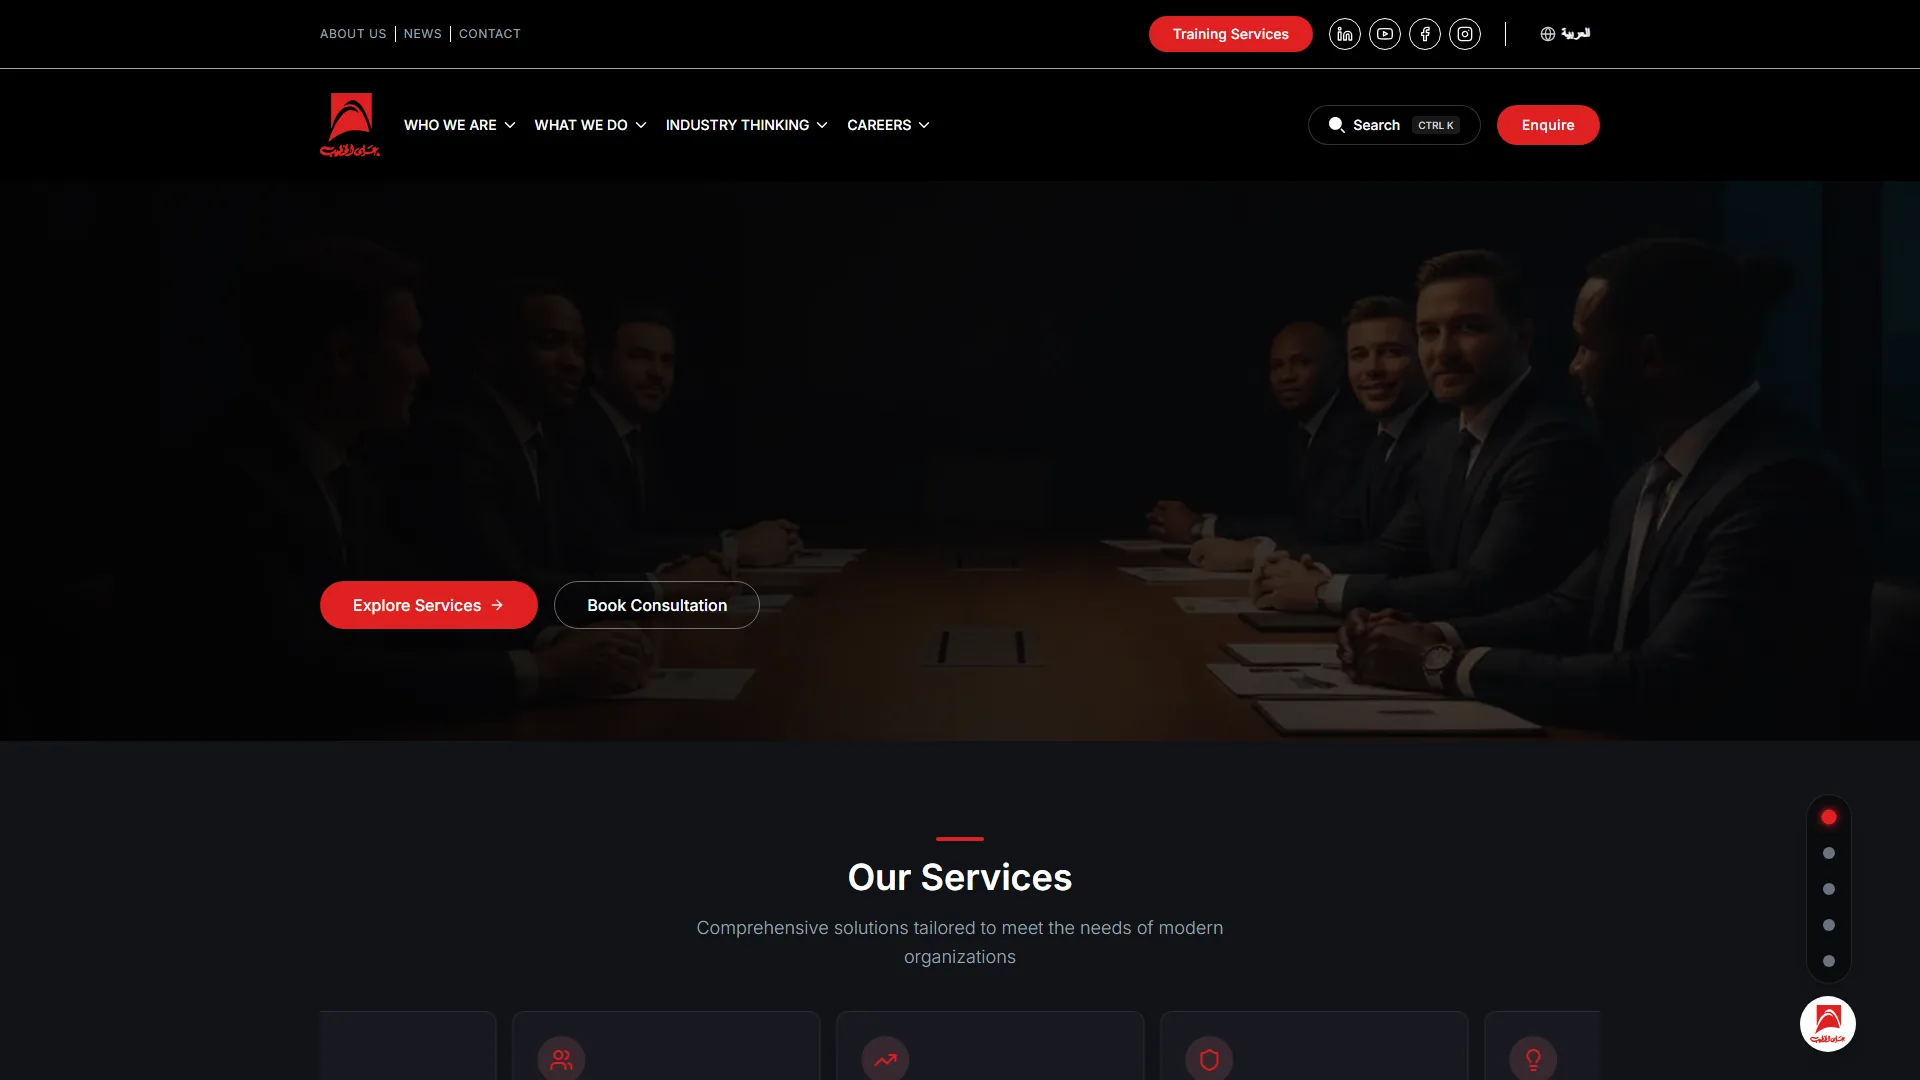 ABOUT US
NEWS
CONTACT
Training Services
العربية
WHO WE ARE
WHAT WE DO
INDUSTRY THINKING
CAREERS
Search
CTRL K
Enquire
Explore Services
Book Consultation
Our Services
Comprehensive solutions tailored to meet the needs of modern
organizations